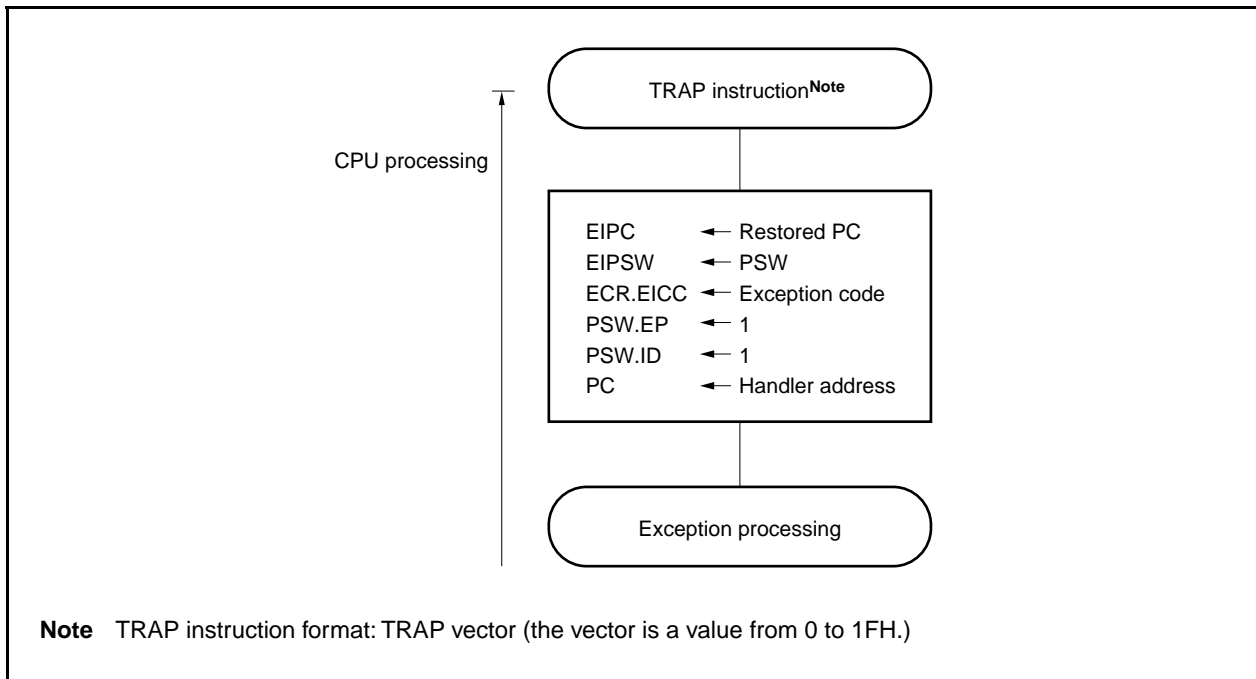 TRAP instructionNote
CPU processing
EIPC ← Restored PC
EIPSW ← PSW
ECR.EICC ← Exception code
PSW.EP ← 1
PSW.ID ← 1
PC ← Handler address
Exception processing
Note TRAP instruction format: TRAP vector (the vector is a value from 0 to 1FH.)